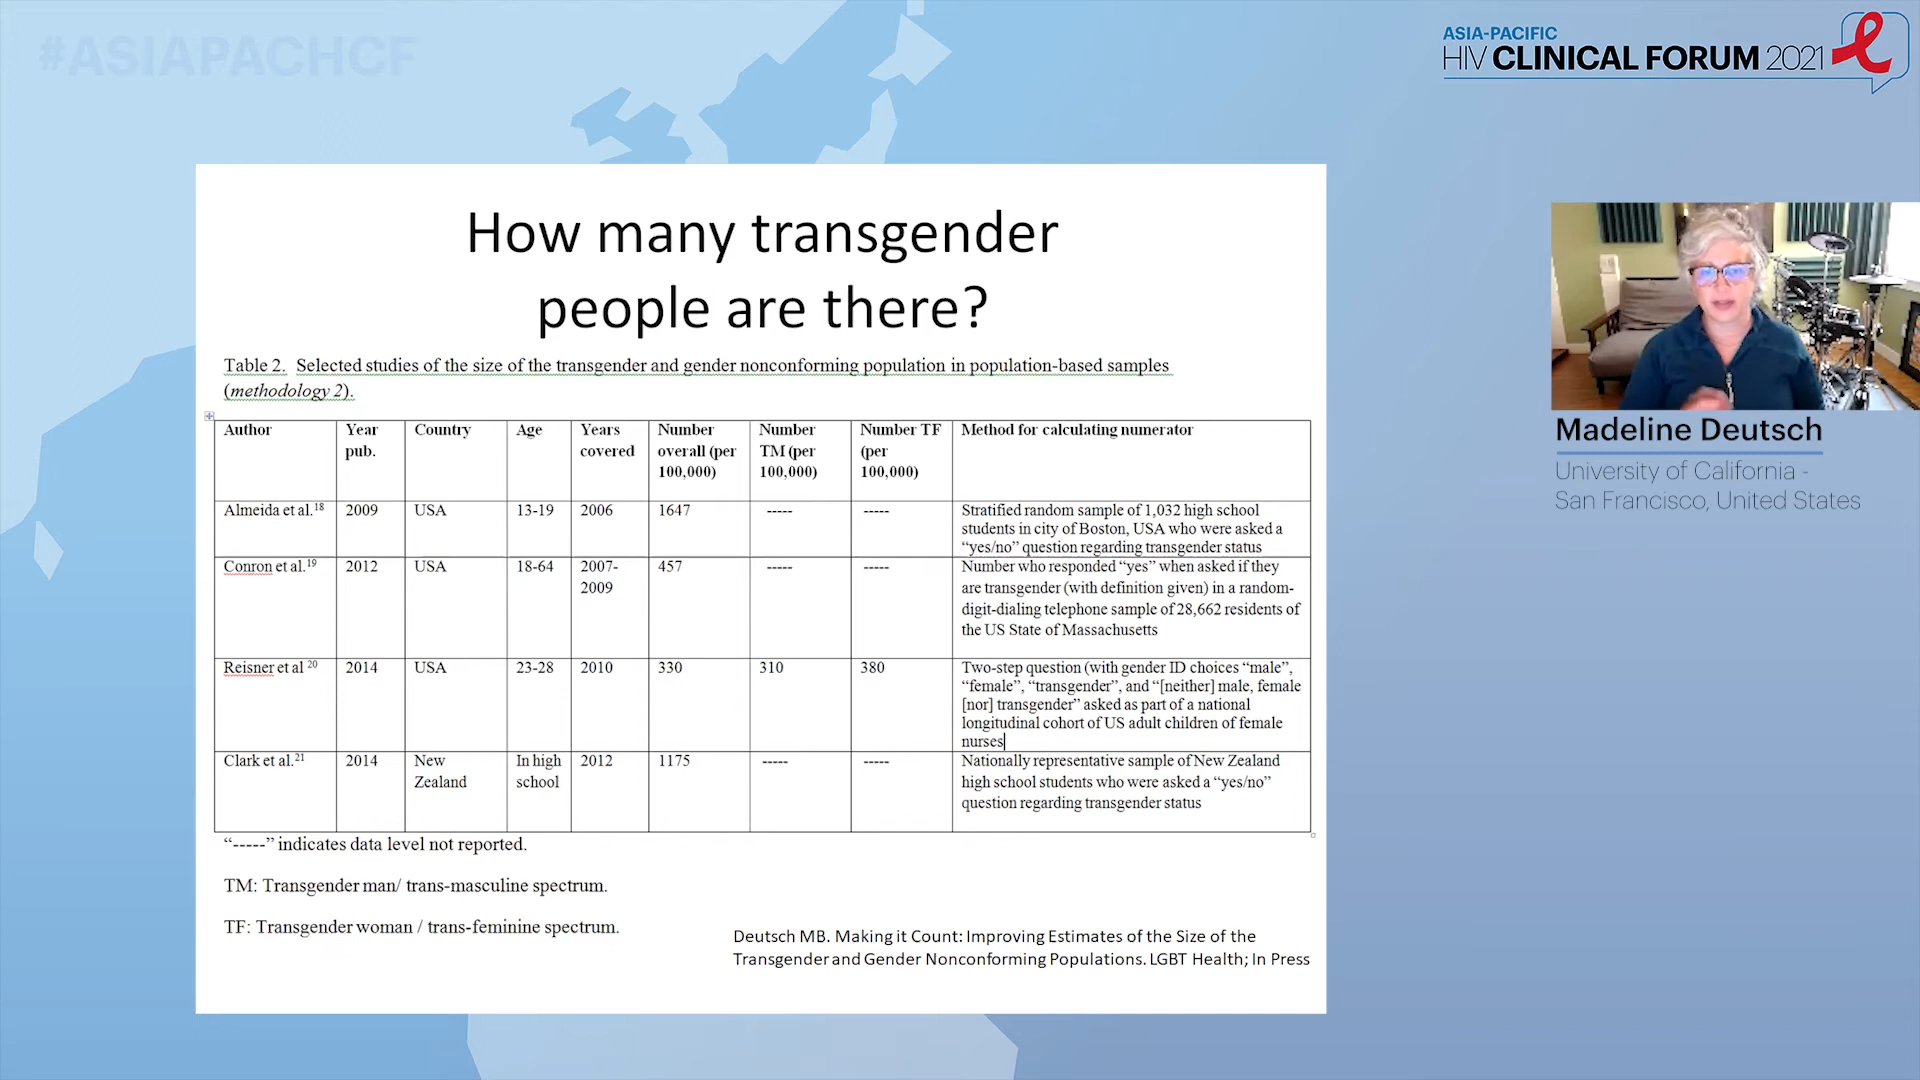 #ASIAPACHCF
ASIA-PACIFIC
HIV CLINICAL FORUM 2021
How many transgender
people are there?
Table 2. Selected studies of the size of the transgender and gender nonconforming population in population-based samples
(methodology 2).
Author
Year
pub.
Country
Age
Years
covered
Number
overall (per
100,000)
Number
TM (per
100,000)
Number TF
(per
100,000)
Method for calculating numerator
Almeida et al.18
2009
USA
13-19
2006
1647
-----
-----
Stratified random sample of 1,032 high school
students in city of Boston, USA who were asked a
“yes/no” question regarding transgender status
Conron et al.19
2012
USA
18-64
2007-
2009
457
-----
-----
Number who responded “yes” when asked if they
are transgender (with definition given) in a random-
digit-dialing telephone sample of 28,662 residents of
the US State of Massachusetts
Reisner et al 20
2014
USA
23-28
2010
330
310
380
Two-step question (with gender ID choices “male”,
“female”, “transgender”, and “[neither] male, female
[nor] transgender” asked as part of a national
longitudinal cohort of US adult children of female
nurses
Clark et al.21
2014
New
Zealand
In high
school
2012
1175
-----
-----
Nationally representative sample of New Zealand
high school students who were asked a “yes/no”
question regarding transgender status
“-----” indicates data level not reported.
TM: Transgender man/ trans-masculine spectrum.
TF: Transgender woman / trans-feminine spectrum.
Deutsch MB. Making it Count: Improving Estimates of the Size of the
Transgender and Gender Nonconforming Populations. LGBT Health; In Press
Madeline Deutsch
University of California -
San Francisco, United States